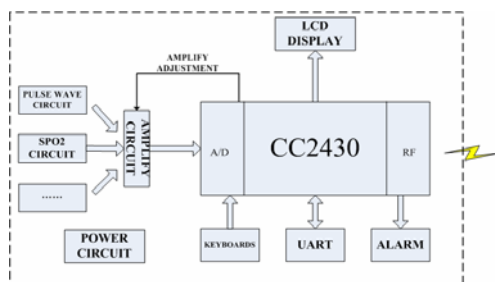 LCD
DISPLAY
AMPLIFY
ADJUSTMENT
PULSE WAVE
CIRCUIT
SPO2
CIRCUIT
......
AMPLIFY
CIRCUIT
A/D
CC2430
RF
POWER
CIRCUIT
KEYBOARDS
UART
ALARM